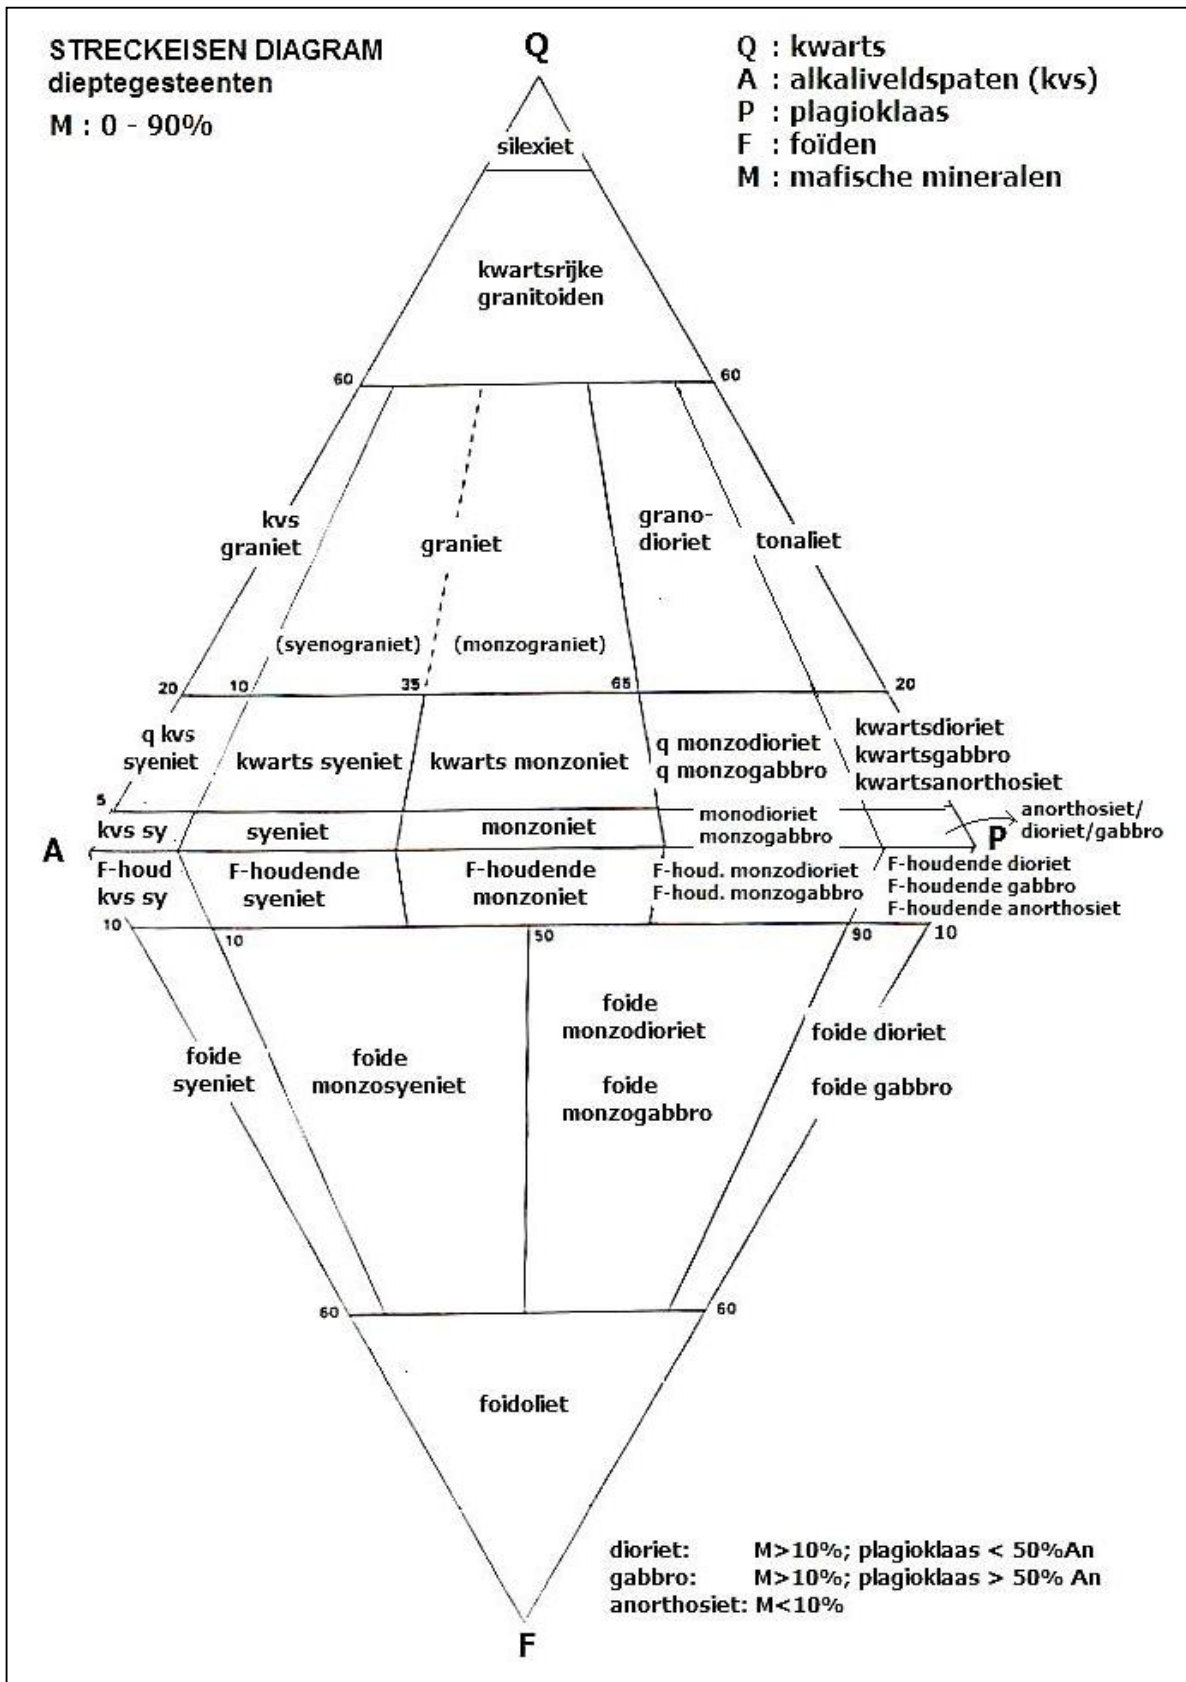 STRECKEISEN DIAGRAM
dieptegesteenten
M : 0 - 90%
Q
Q : kwarts
A : alkaliveldspaten (kvs)
P : plagioklaas
F : foïden
M : mafische mineralen
silexiet
kwartsrijke
granitoiden
60
60
kvs
graniet
graniet
grano-
dioriet
tonaliet
(syenograniet)
(monzograniet)
20
10
35
65
20
q kvs
syeniet
kwarts syeniet
kwarts monzoniet
q monzodioriet
q monzogabbro
kwartsdioriet
kwartsgabbro
kwartsanorthosiet
5
kvs sy
syeniet
monzoniet
monodioriet
monzogabbro
anorthosiet/
dioriet/gabbro
A
P
F-houd
kvs sy
F-houdende
syeniet
F-houdende
monzoniet
F-houd. monzodioriet
F-houd. monzogabbro
F-houdende dioriet
F-houdende gabbro
F-houdende anorthosiet
10
10
50
90
10
foide
syeniet
foide
monzosyeniet
foide
monzodioriet
foide
monzogabbro
foide dioriet
foide gabbro
60
60
foidoliet
F
dioriet: M>10%; plagioklaas < 50%An
gabbro: M>10%; plagioklaas > 50% An
anorthosiet: M<10%